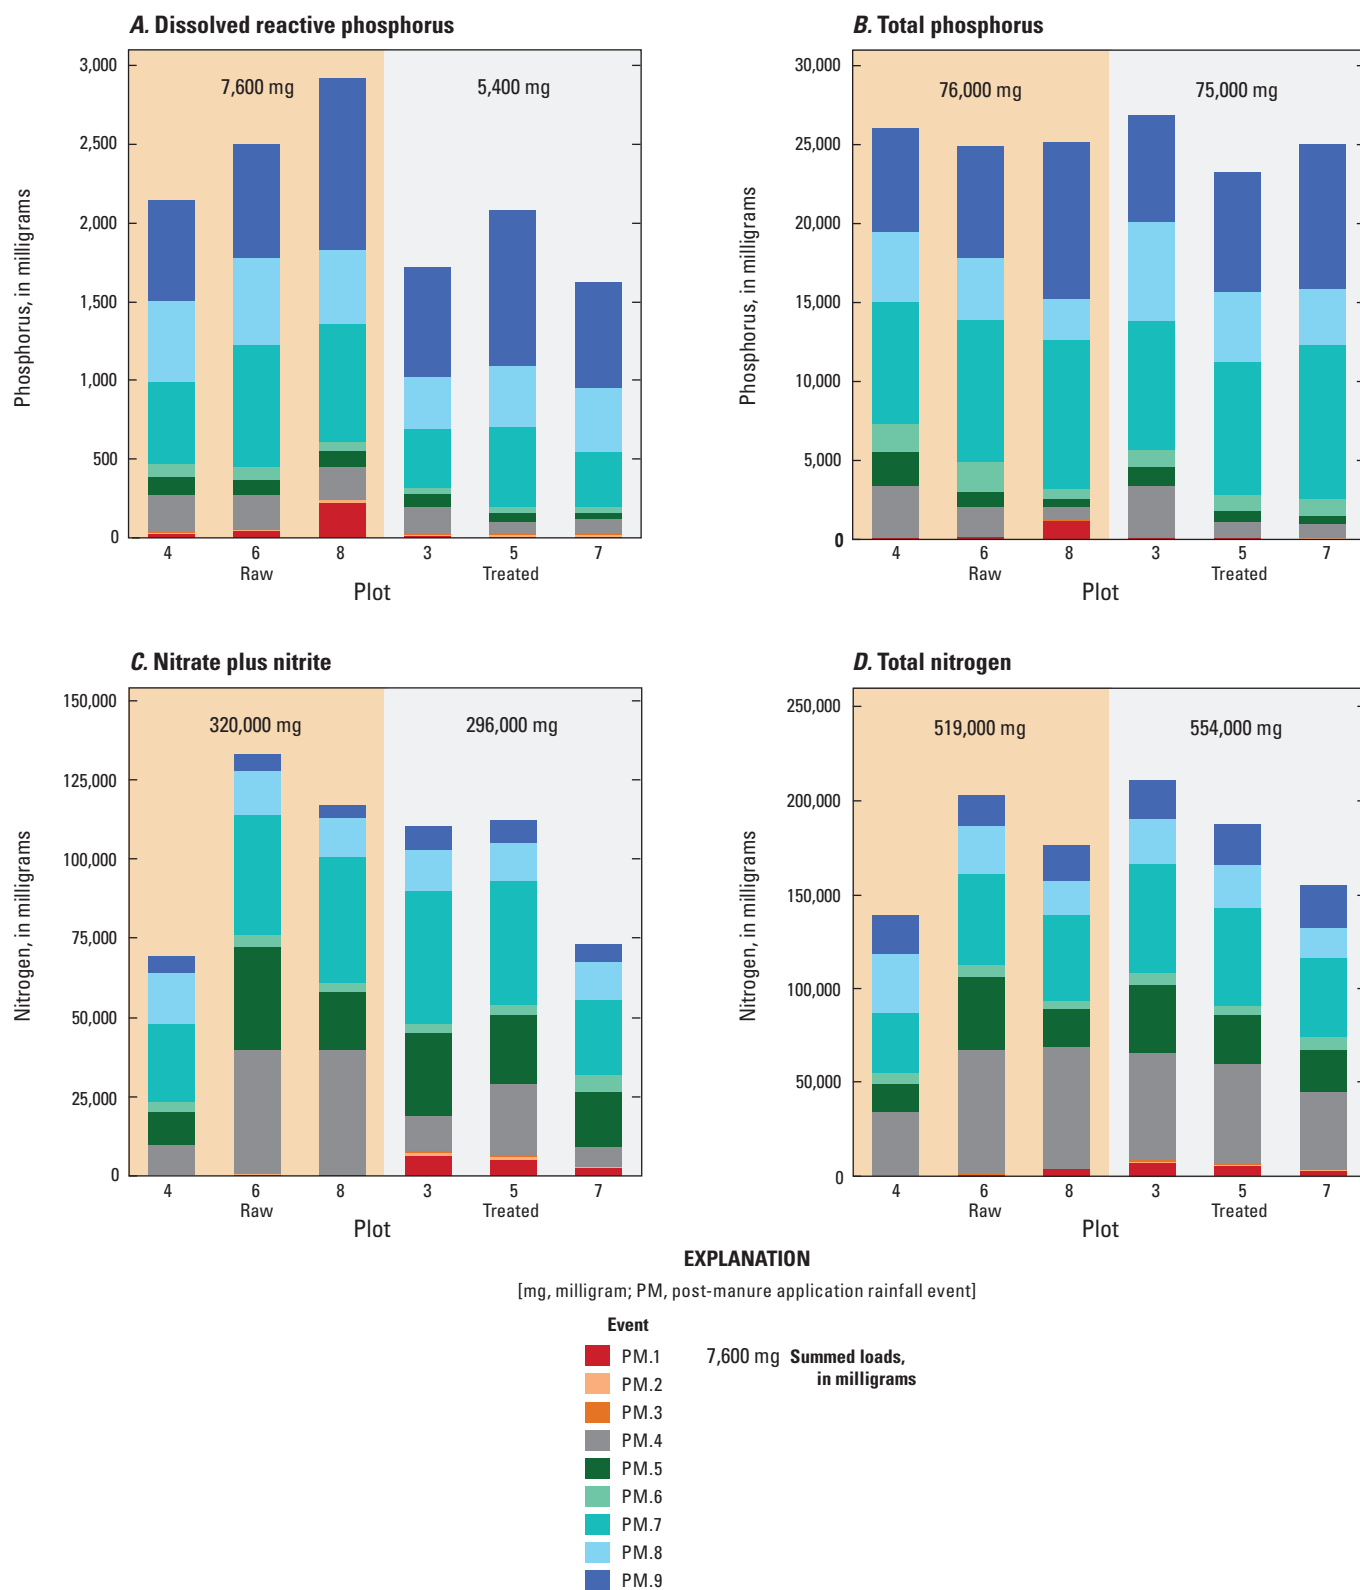 A. Dissolved reactive phosphorus
3,000
2,500
2,000
1,500
1,000
500
0
Phosphorus, in milligrams
7,600 mg
5,400 mg
4 6 8 3 5 7
Raw Treated
Plot
B. Total phosphorus
30,000
25,000
20,000
15,000
10,000
5,000
0
Phosphorus, in milligrams
76,000 mg
75,000 mg
4 6 8 3 5 7
Raw Treated
Plot
C. Nitrate plus nitrite
150,000
125,000
100,000
75,000
50,000
25,000
0
Nitrogen, in milligrams
320,000 mg
296,000 mg
4 6 8 3 5 7
Raw Treated
Plot
D. Total nitrogen
250,000
200,000
150,000
100,000
50,000
0
Nitrogen, in milligrams
519,000 mg
554,000 mg
4 6 8 3 5 7
Raw Treated
Plot
EXPLANATION
[mg, milligram; PM, post-manure application rainfall event]
Event
PM.1
PM.2
PM.3
PM.4
PM.5
PM.6
PM.7
PM.8
PM.9
7,600 mg Summed loads,
in milligrams